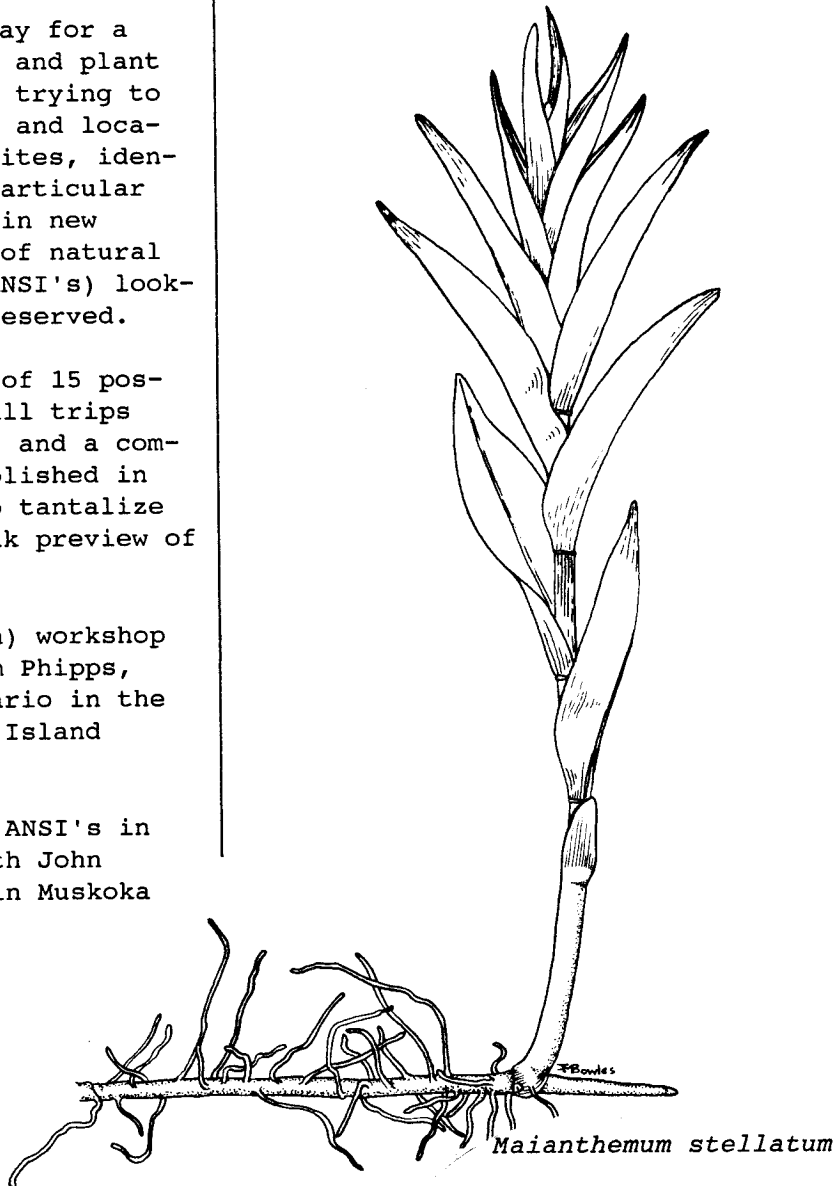 ay for a
and plant
trying to
and loca-
ites, iden-
articular
in new
of natural
NSI's) look-
eserved.
of 15 pos-
ll trips
and a com-
lished in
tantalize
k preview of
) workshop
Phipps,
rio in the
Island
ANSI's in
th John
in Muskoka
Bowles
Maianthemum stellatum